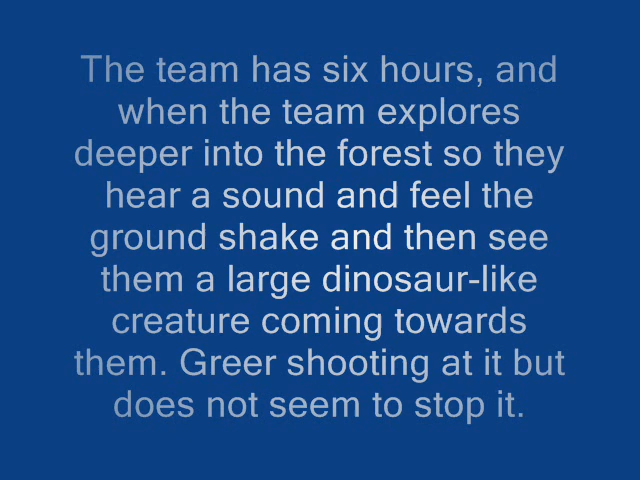 The team has six hours, and
when the team explores
deeper into the forest so they
hear a sound and feel the
ground shake and then see
them a large dinosaur-like
creature coming towards
them. Greer shooting at it but
does not seem to stop it.